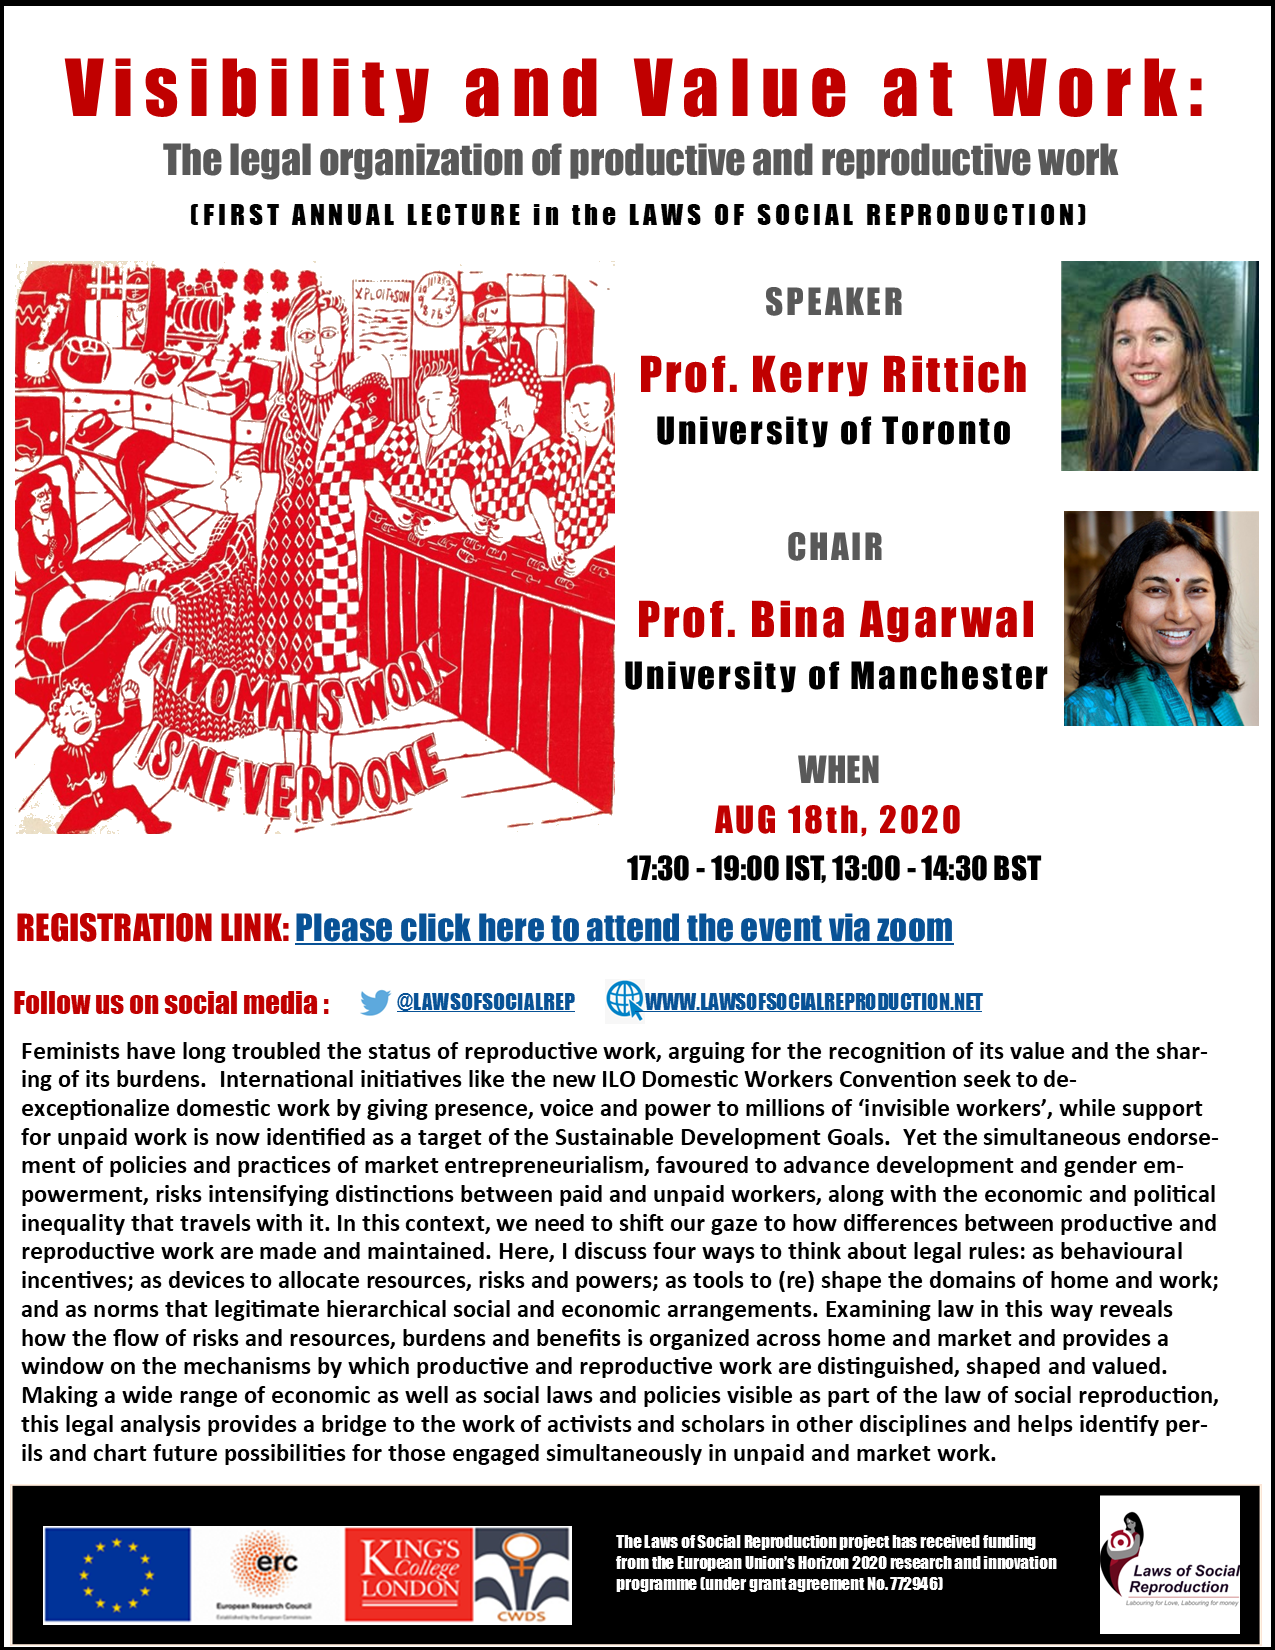 Visibility and Value at Work:
The legal organization of productive and reproductive work
(FIRST ANNUAL LECTURE in the LAWS OF SOCIAL REPRODUCTION)
XPLOITSON
A WOMANS WORK
IS NEVER DONE
SPEAKER
Prof. Kerry Rittich
University of Toronto
CHAIR
Prof. Bina Agarwal
University of Manchester
WHEN
AUG 18th, 2020
17:30 - 19:00 IST, 13:00 - 14:30 BST
REGISTRATION LINK: Please click here to attend the event via zoom
Follow us on social media : @LAWSOFSOCIALREP WWW.LAWSOFSOCIALREPRODUCTION.NET
Feminists have long troubled the status of reproductive work, arguing for the recognition of its value and the shar-
ing of its burdens.  International initiatives like the new ILO Domestic Workers Convention seek to de-
exceptionalize domestic work by giving presence, voice and power to millions of ‘invisible workers’, while support
for unpaid work is now identified as a target of the Sustainable Development Goals.  Yet the simultaneous endorse-
ment of policies and practices of market entrepreneurialism, favoured to advance development and gender em-
powerment, risks intensifying distinctions between paid and unpaid workers, along with the economic and political
inequality that travels with it. In this context, we need to shift our gaze to how differences between productive and
reproductive work are made and maintained. Here, I discuss four ways to think about legal rules: as behavioural
incentives; as devices to allocate resources, risks and powers; as tools to (re) shape the domains of home and work;
and as norms that legitimate hierarchical social and economic arrangements. Examining law in this way reveals
how the flow of risks and resources, burdens and benefits is organized across home and market and provides a
window on the mechanisms by which productive and reproductive work are distinguished, shaped and valued.
Making a wide range of economic as well as social laws and policies visible as part of the law of social reproduction,
this legal analysis provides a bridge to the work of activists and scholars in other disciplines and helps identify per-
ils and chart future possibilities for those engaged simultaneously in unpaid and market work.
erc
European Research Council
Established by the European Commission
KING'S
College
LONDON
CWDS
The Laws of Social Reproduction project has received funding
from the European Union’s Horizon 2020 research and innovation
programme (under grant agreement No. 772946)
Laws of Social
Reproduction
Labouring for Love, Labouring for money